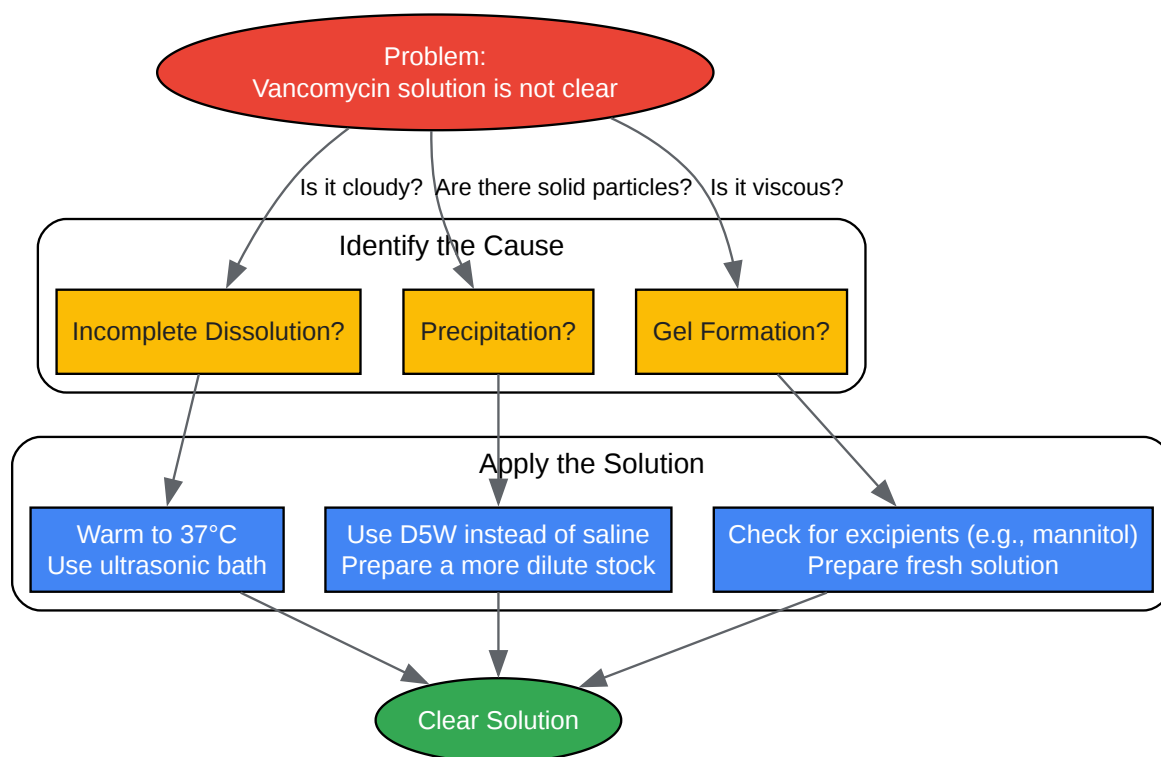 Problem:
Vancomycin solution is not clear
Is it cloudy?
Are there solid particles?
Is it viscous?
Identify the Cause
Incomplete Dissolution?
Precipitation?
Gel Formation?
Apply the Solution
Warm to 37°C
Use ultrasonic bath
Use D5W instead of saline
Prepare a more dilute stock
Check for excipients (e.g., mannitol)
Prepare fresh solution
Clear Solution